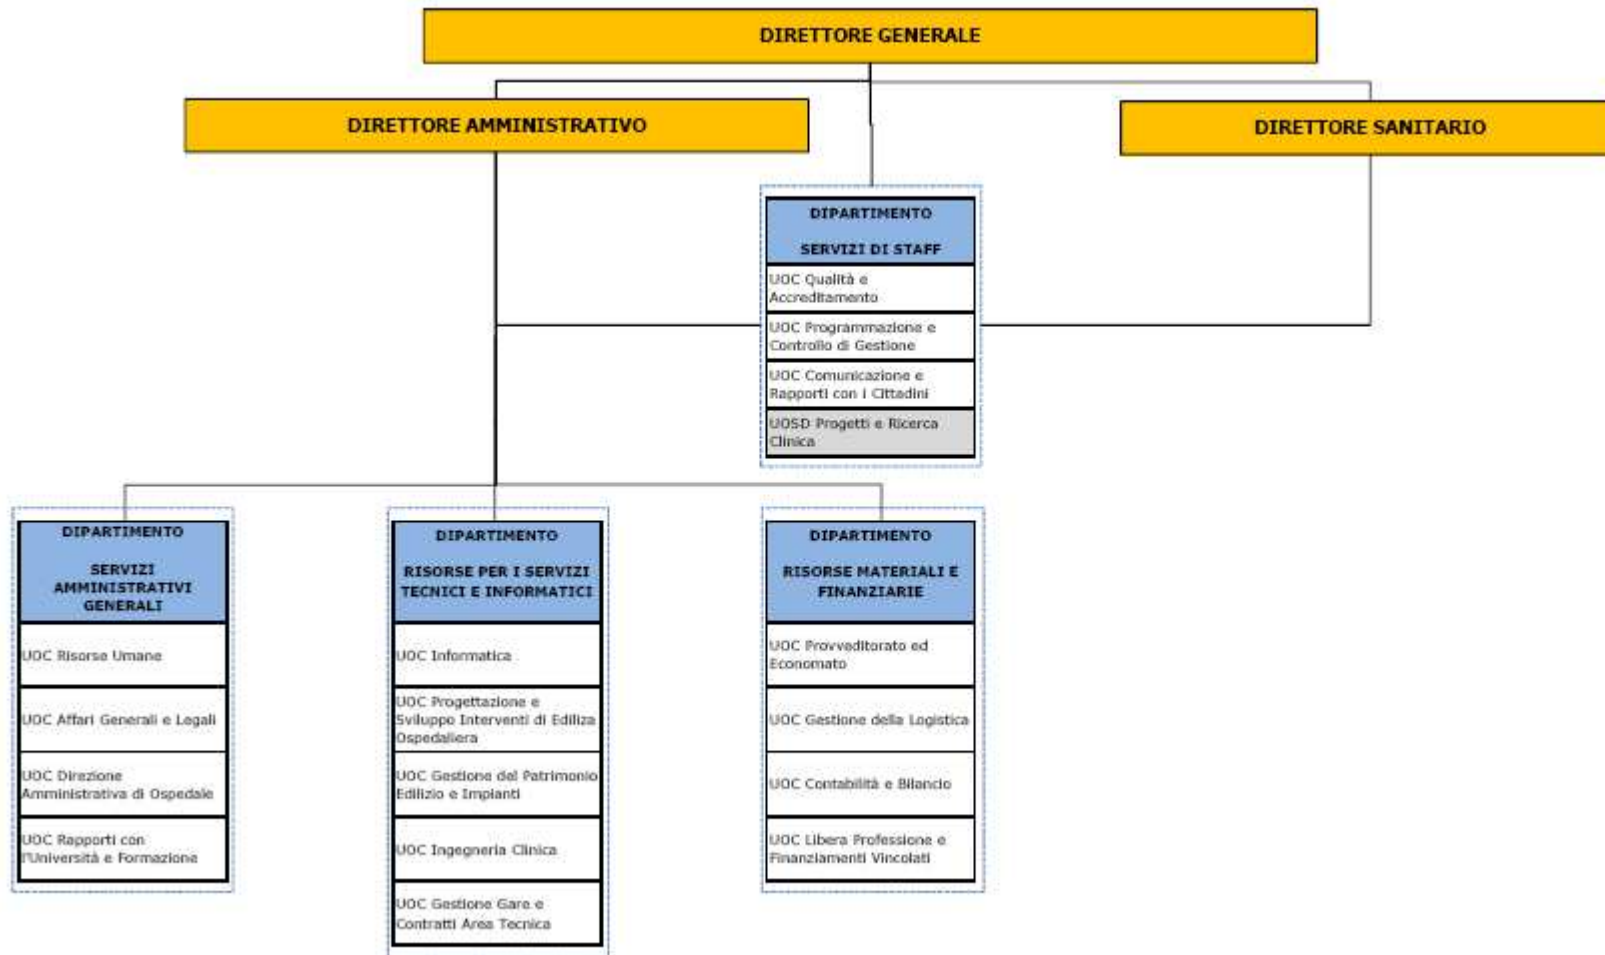 DIRETTORE GENERALE
DIRETTORE AMMINISTRATIVO
DIRETTORE SANITARIO
DIPARTIMENTO
SERVIZI DI STAFF
UOC Qualità e
Accreditamento
UOC Programmazione e
Controllo di Gestione
UOC Comunicazione e
Rapporti con i Cittadini
UOSD Progetti e Ricerca
Clinica
DIPARTIMENTO
SERVIZI
AMMINISTRATIVI
GENERALI
UOC Risorse Umane
UOC Affari Generali e Legali
UOC Direzione
Amministrativa di Ospedale
UOC Rapporti con
l'Università e Formazione
DIPARTIMENTO
RISORSE PER I SERVIZI
TECNICI E INFORMATICI
UOC Informatica
UOC Progettazione e
Sviluppo Interventi di Ediliza
Ospedaliera
UOC Gestione del Patrimonio
Edilizio e Impianti
UOC Ingegneria Clinica
UOC Gestione Gare e
Contratti Area Tecnica
DIPARTIMENTO
RISORSE MATERIALI E
FINANZIARIE
UOC Provveditorato ed
Economato
UOC Gestione della Logistica
UOC Contabilità e Bilancio
UOC Libera Professione e
Finanziamenti Vincolati